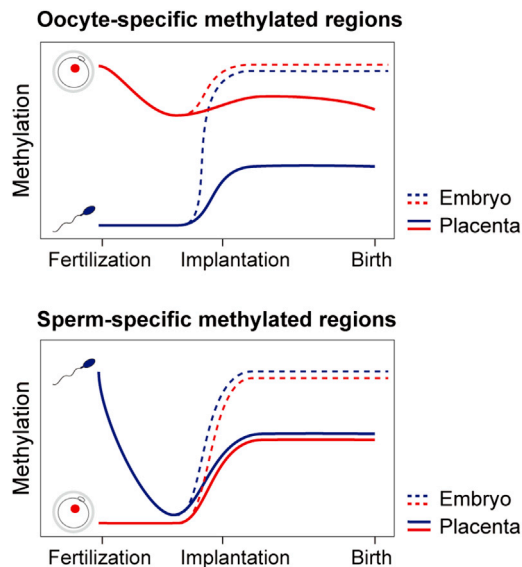 Oocyte-specific methylated regions
Methylation
Embryo
Placenta
Fertilization Implantation Birth
Sperm-specific methylated regions
Methylation
Embryo
Placenta
Fertilization Implantation Birth